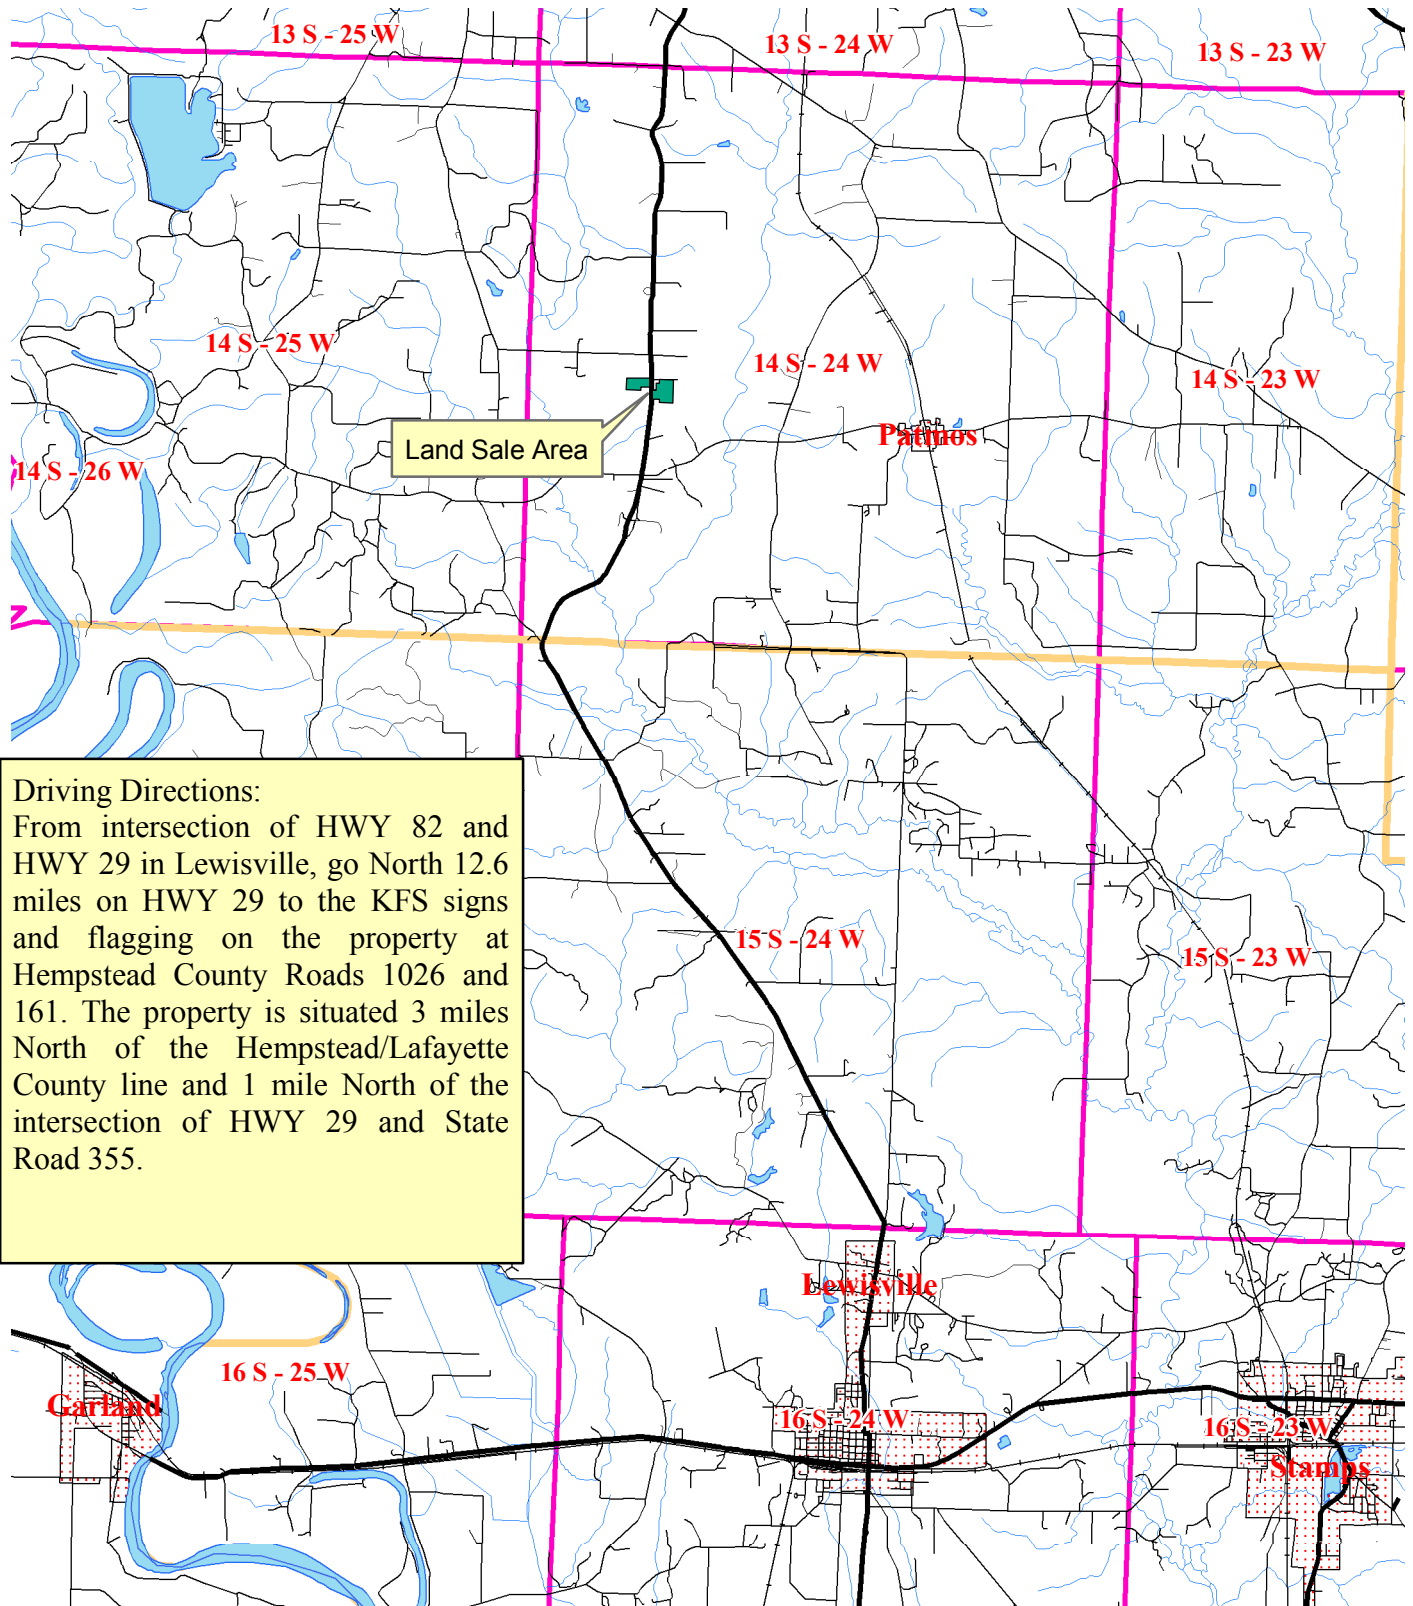 13 S - 25 W
13 S - 24 W
13 S - 23 W
14 S - 25 W
14 S - 24 W
14 S - 23 W
Land Sale Area
Patmos
14 S - 26 W
Driving Directions:
From intersection of HWY 82 and
HWY 29 in Lewisville, go North 12.6
miles on HWY 29 to the KFS signs
and flagging on the property at
Hempstead County Roads 1026 and
161. The property is situated 3 miles
North of the Hempstead/Lafayette
County line and 1 mile North of the
intersection of HWY 29 and State
Road 355.
15 S - 24 W
15 S - 23 W
Lewisville
16 S - 25 W
Garland
16 S - 24 W
16 S - 23 W
Stamps